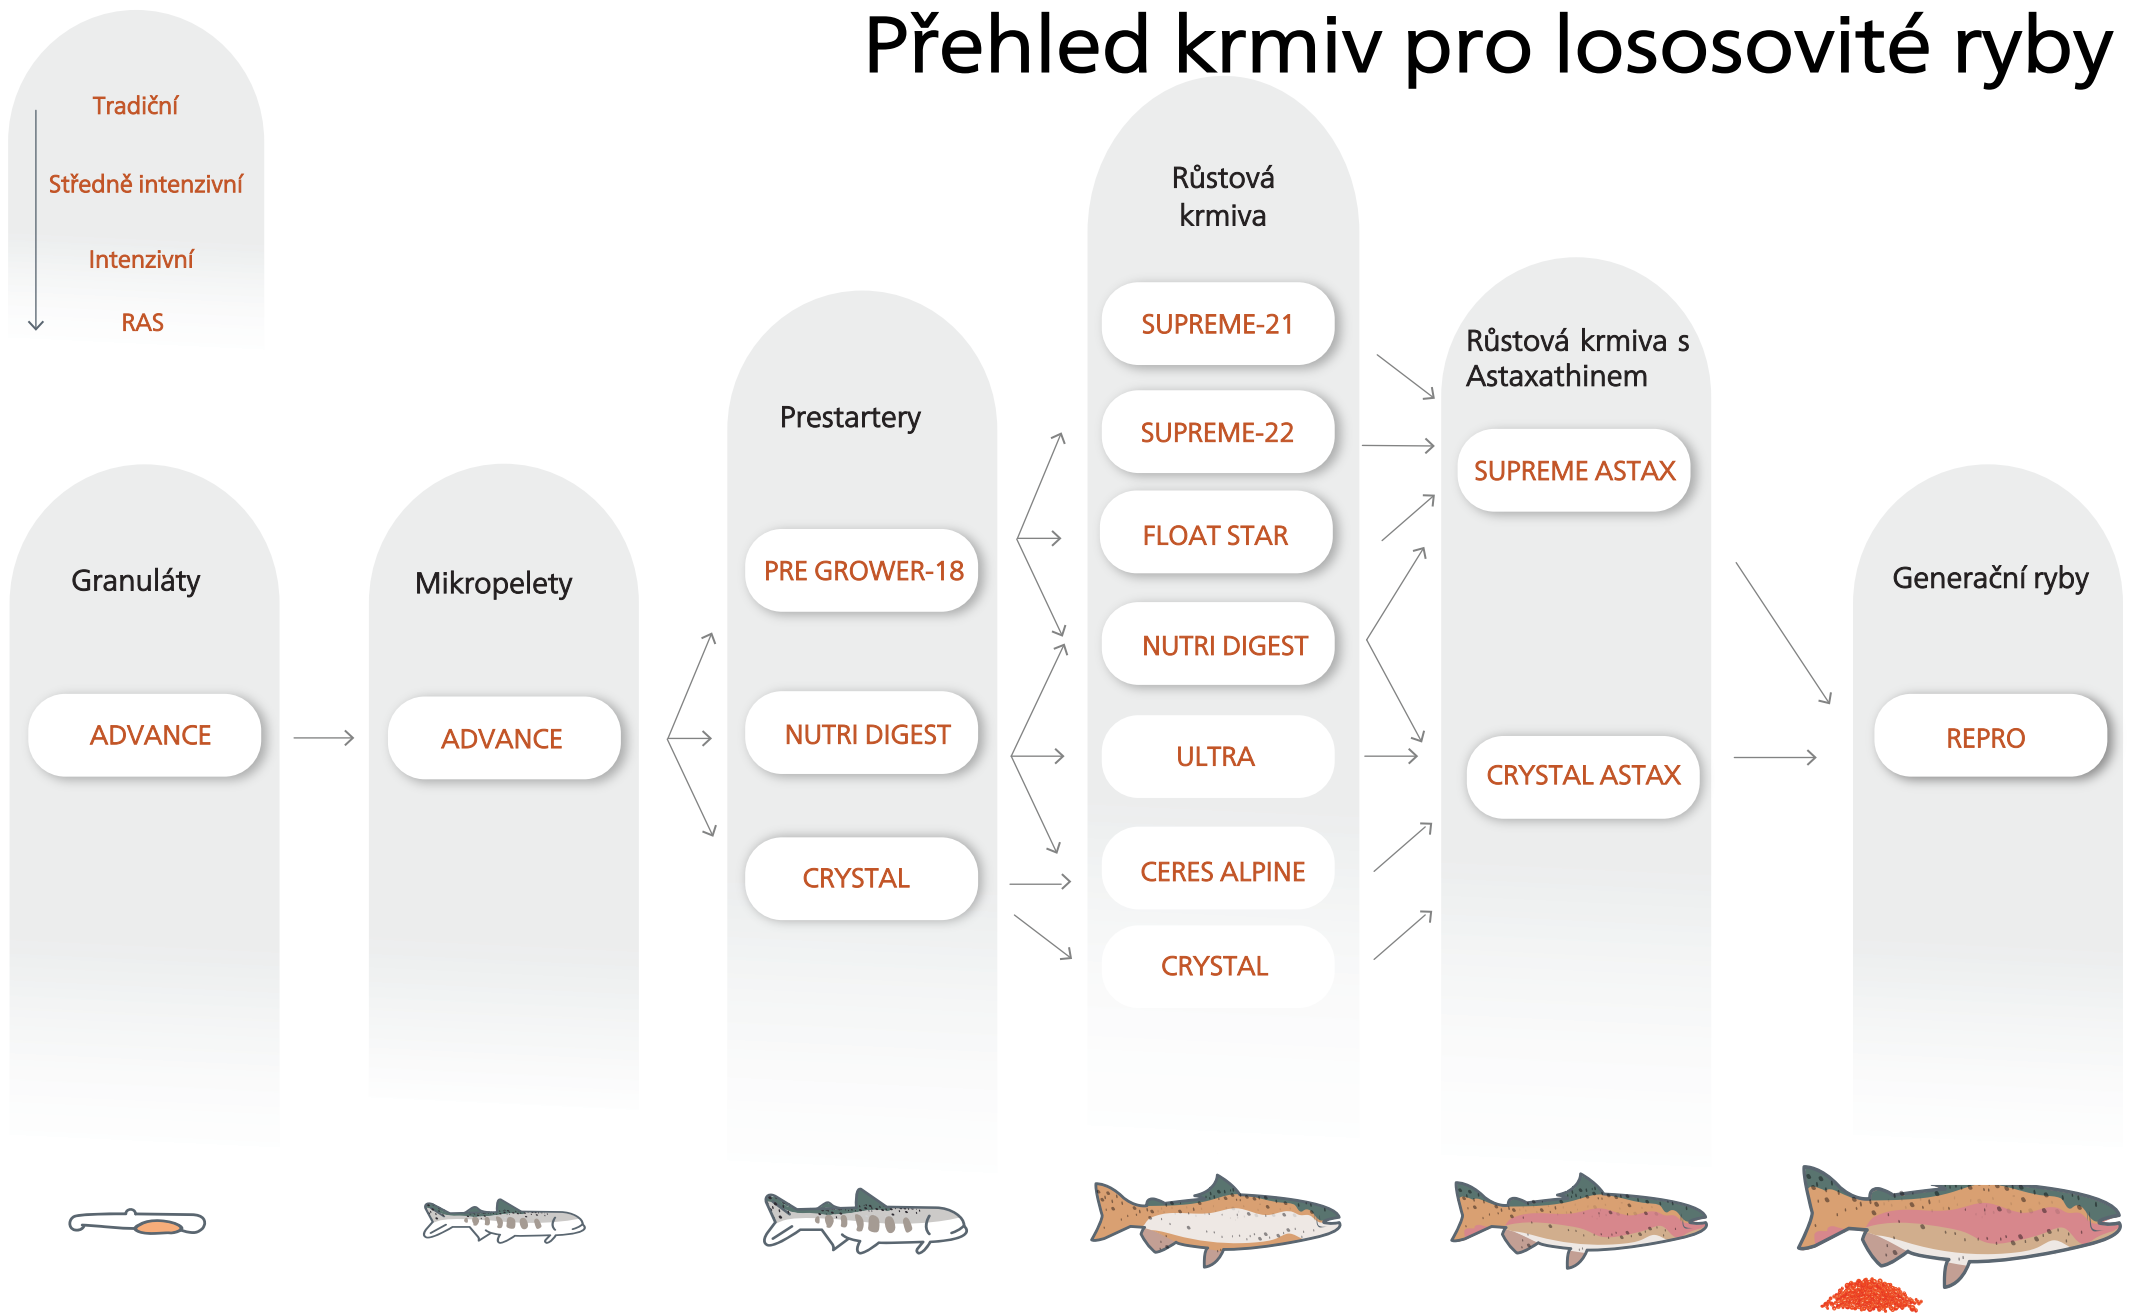 Přehled krmiv pro lososovité ryby
Tradiční
Středně intenzivní
Intenzivní
RAS
Granuláty
ADVANCE
Mikropelety
ADVANCE
Prestartery
PRE GROWER-18
NUTRI DIGEST
CRYSTAL
Růstová
krmiva
SUPREME-21
SUPREME-22
FLOAT STAR
NUTRI DIGEST
ULTRA
CERES ALPINE
CRYSTAL
Růstová krmiva s
Astaxathinem
SUPREME ASTAX
CRYSTAL ASTAX
Generační ryby
REPRO